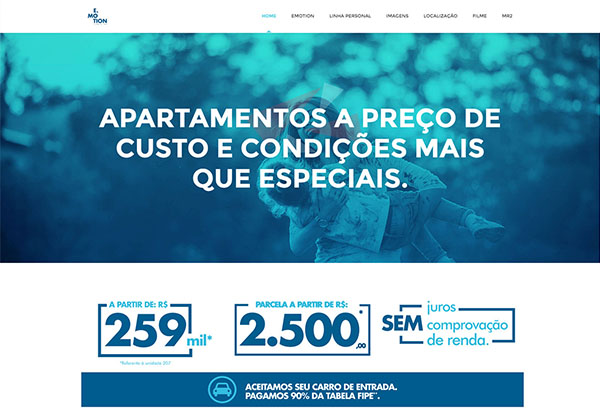 E.
MO
TION
HOME EMOTION LINHA PERSONAL IMAGENS LOCALIZAÇÃO FILME MR2
APARTAMENTOS A PREÇO DE
CUSTO E CONDIÇÕES MAIS
QUE ESPECIAIS.
A PARTIR DE: R$
259 mil*
*Referente à unidade 207
PARCELA A PARTIR DE R$:
2.500,00*
SEM juros
comprovação
de renda.
ACEITAMOS SEU CARRO DE ENTRADA.
PAGAMOS 90% DA TABELA FIPE**.